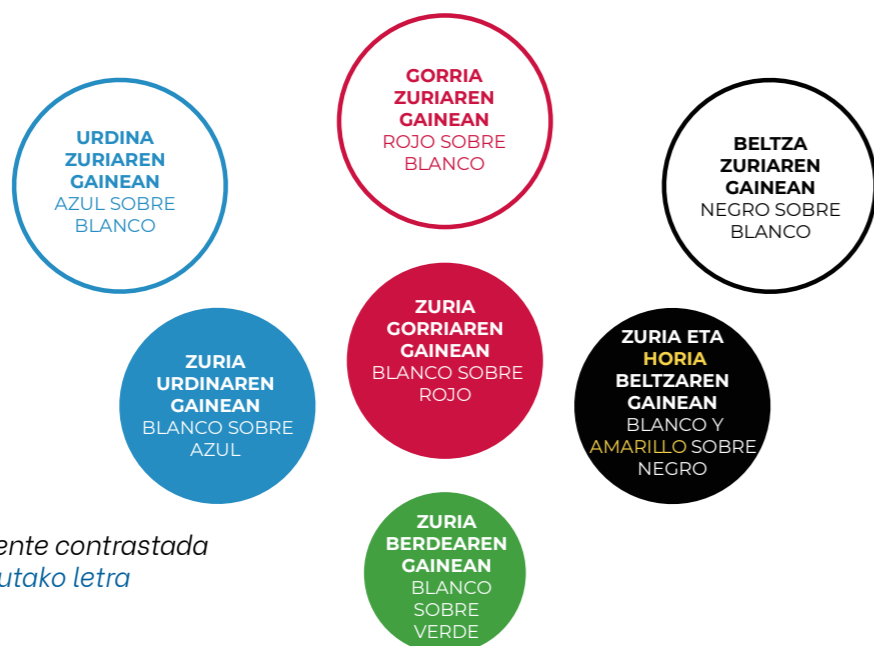 GORRIA
ZURIAREN
GAINEAN
ROJO SOBRE
BLANCO
URDINA
ZURIAREN
GAINEAN
AZUL SOBRE
BLANCO
BELTZA
ZURIAREN
GAINEAN
NEGRO SOBRE
BLANCO
ZURIA
URDINAREN
GAINEAN
BLANCO SOBRE
AZUL
ZURIA
GORRIAREN
GAINEAN
BLANCO SOBRE
ROJO
ZURIA ETA
HORIA
BELTZAREN
GAINEAN
BLANCO Y
AMARILLO SOBRE
NEGRO
ZURIA
BERDEAREN
GAINEAN
BLANCO
SOBRE
VERDE
ente contrastada
utako letra